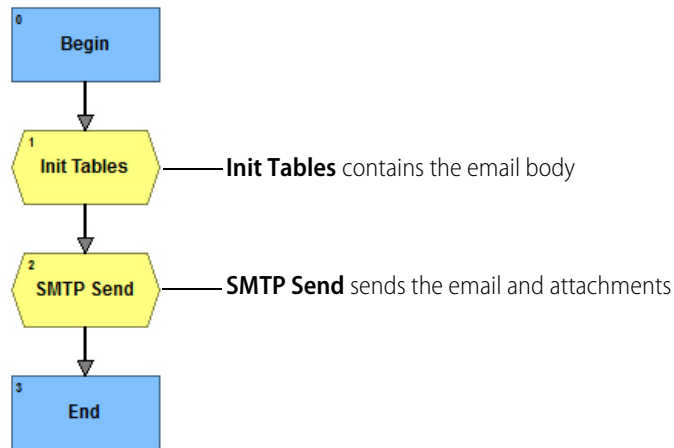 0
Begin
1
Init Tables
Init Tables contains the email body
2
SMTP Send
SMTP Send sends the email and attachments
3
End